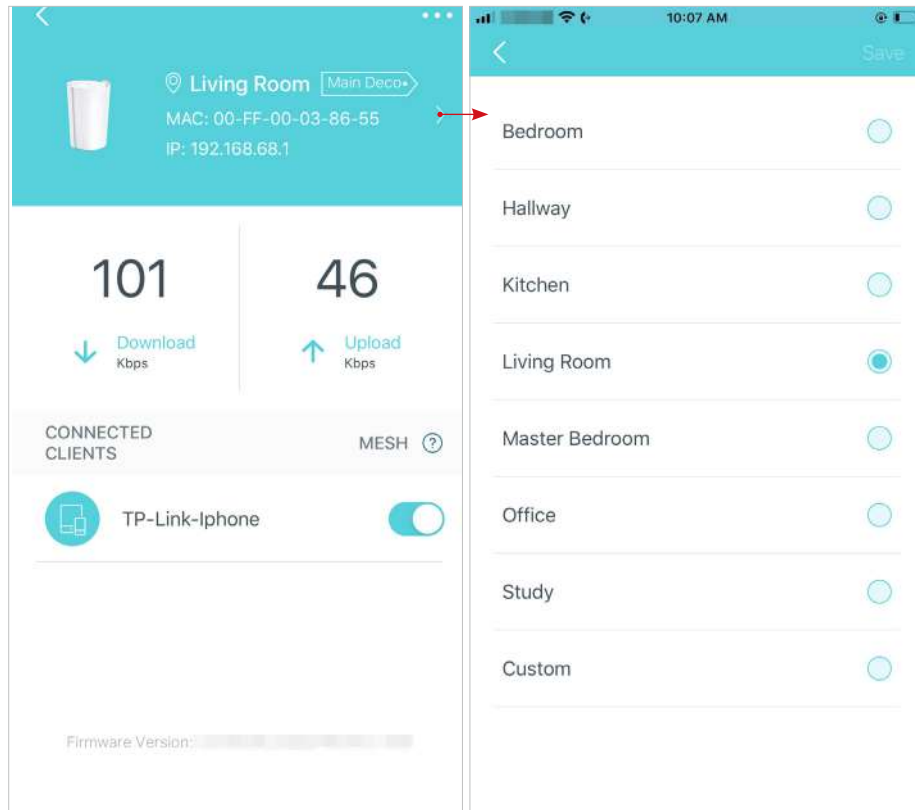 Living Room Main Deco
MAC: 00-FF-00-03-86-55
IP: 192.168.68.1
101
46
Download
Kbps
Upload
Kbps
CONNECTED
CLIENTS
MESH ?
TP-Link-Iphone
Firmware Version:
10:07 AM
Save
Bedroom
Hallway
Kitchen
Living Room
Master Bedroom
Office
Study
Custom